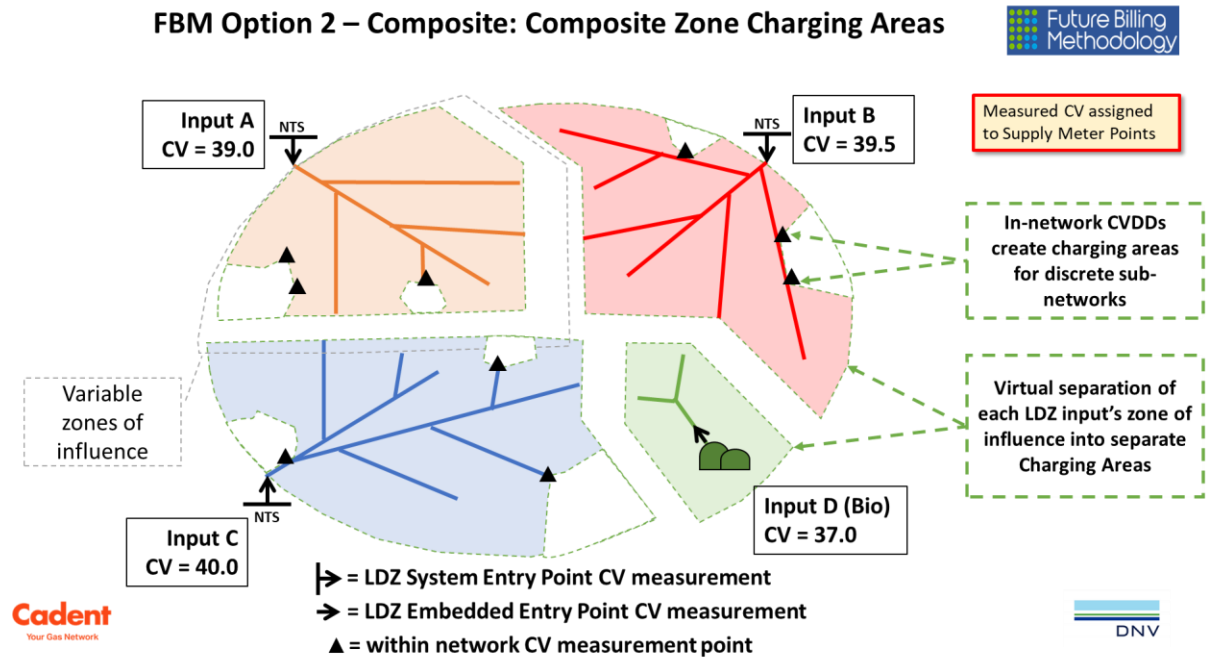 FBM Option 2 – Composite: Composite Zone Charging Areas
Future Billing
Methodology
Input A
CV = 39.0
NTS
Input B
CV = 39.5
NTS
Measured CV assigned
to Supply Meter Points
In-network CVDDs
create charging areas
for discrete sub-
networks
Variable
zones of
influence
Virtual separation of
each LDZ input's zone of
influence into separate
Charging Areas
Input C
CV = 40.0
NTS
Input D (Bio)
CV = 37.0
= LDZ System Entry Point CV measurement
= LDZ Embedded Entry Point CV measurement
= within network CV measurement point
Cadent
Your Gas Network
DNV